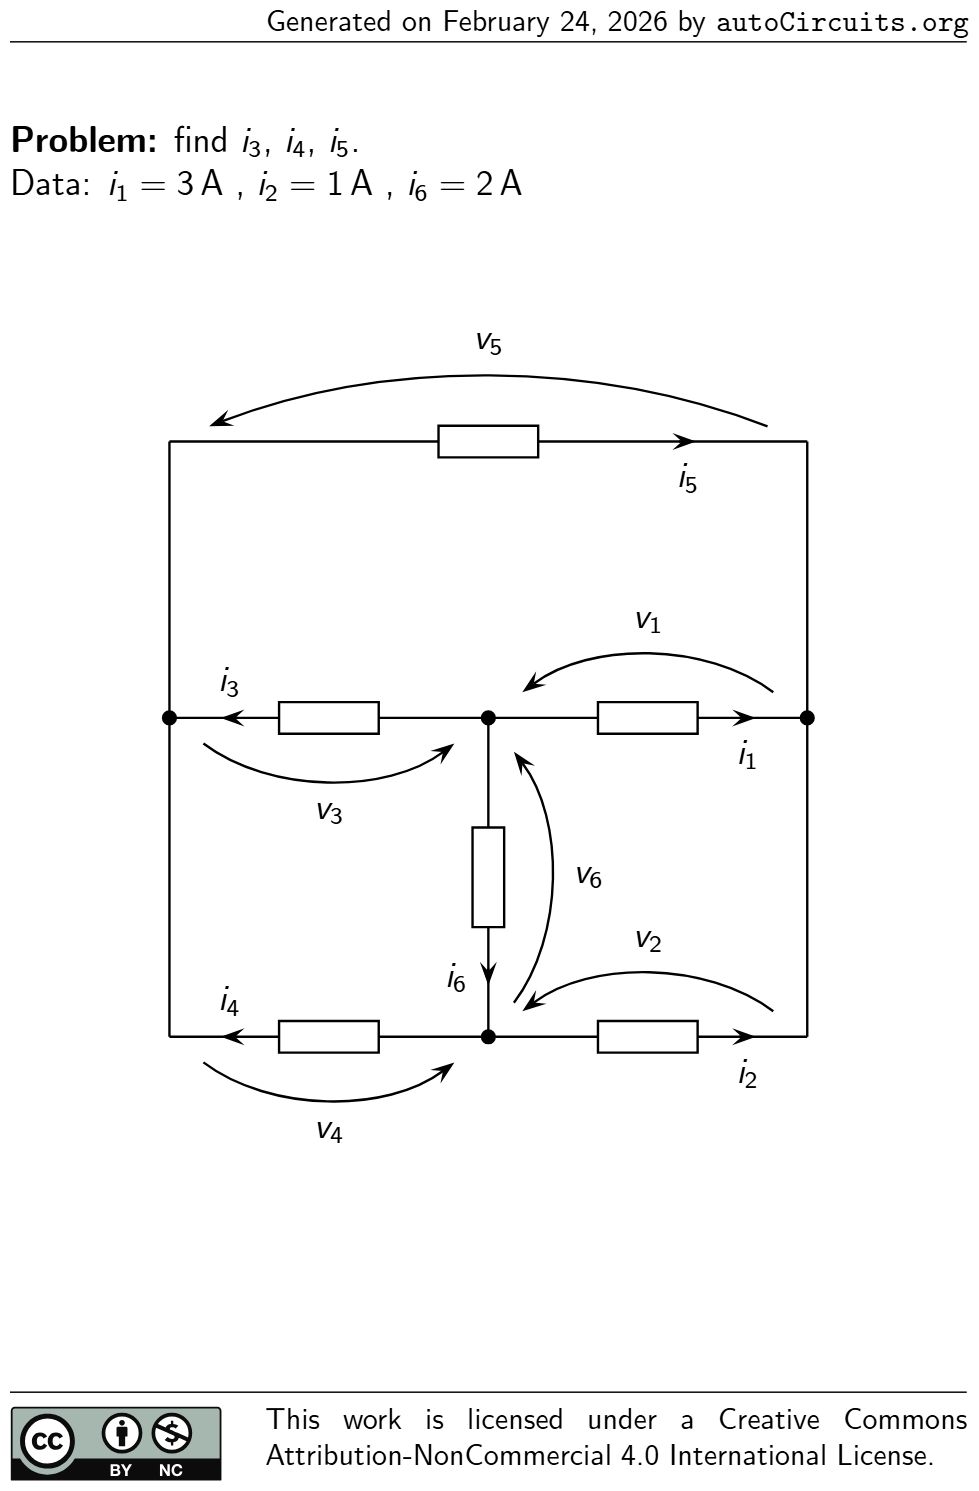 Generated on February 24, 2026 by autoCircuits.org
Problem: find i₃, i₄, i₅.
Data: i₁ = 3 A , i₂ = 1 A , i₆ = 2 A
v₅
i₅
v₁
i₃
i₁
v₃
v₆
v₂
i₆
i₄
i₂
v₄
This work is licensed under a Creative Commons
Attribution-NonCommercial 4.0 International License.
cc
BY NC